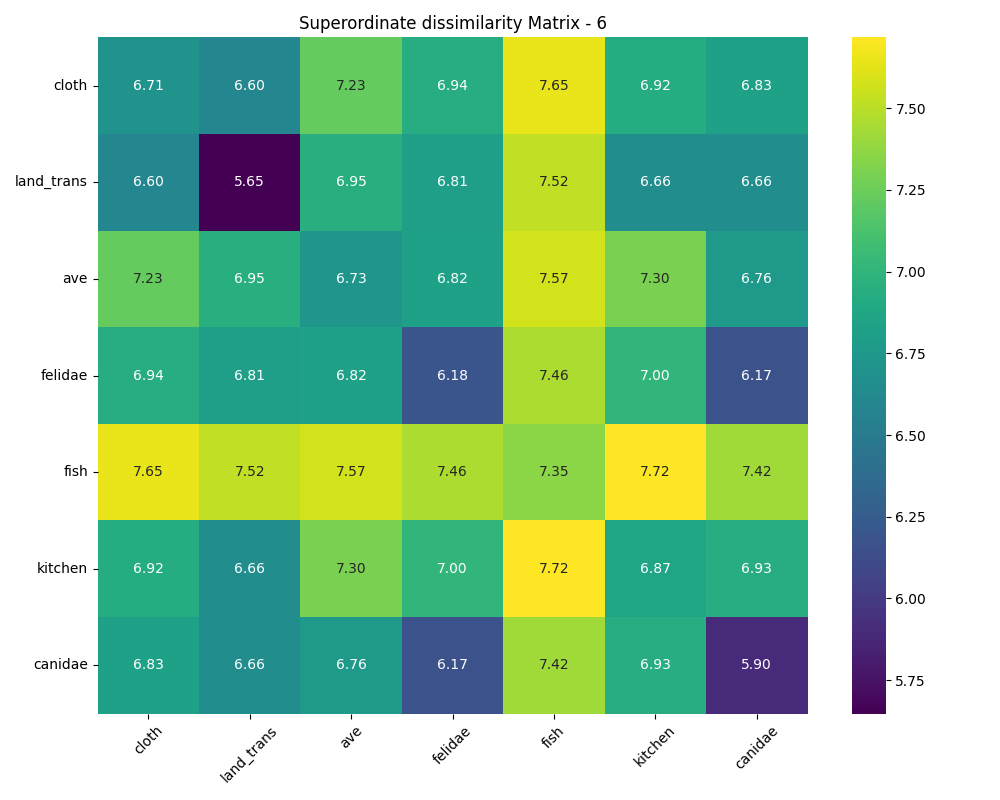 Superordinate dissimilarity Matrix - 6
cloth 6.71 6.60 7.23 6.94 7.65 6.92 6.83
land_trans 6.60 5.65 6.95 6.81 7.52 6.66 6.66
ave 7.23 6.95 6.73 6.82 7.57 7.30 6.76
felidae 6.94 6.81 6.82 6.18 7.46 7.00 6.17
fish 7.65 7.52 7.57 7.46 7.35 7.72 7.42
kitchen 6.92 6.66 7.30 7.00 7.72 6.87 6.93
canidae 6.83 6.66 6.76 6.17 7.42 6.93 5.90
cloth land_trans ave felidae fish kitchen canidae
7.50
7.25
7.00
6.75
6.50
6.25
6.00
5.75